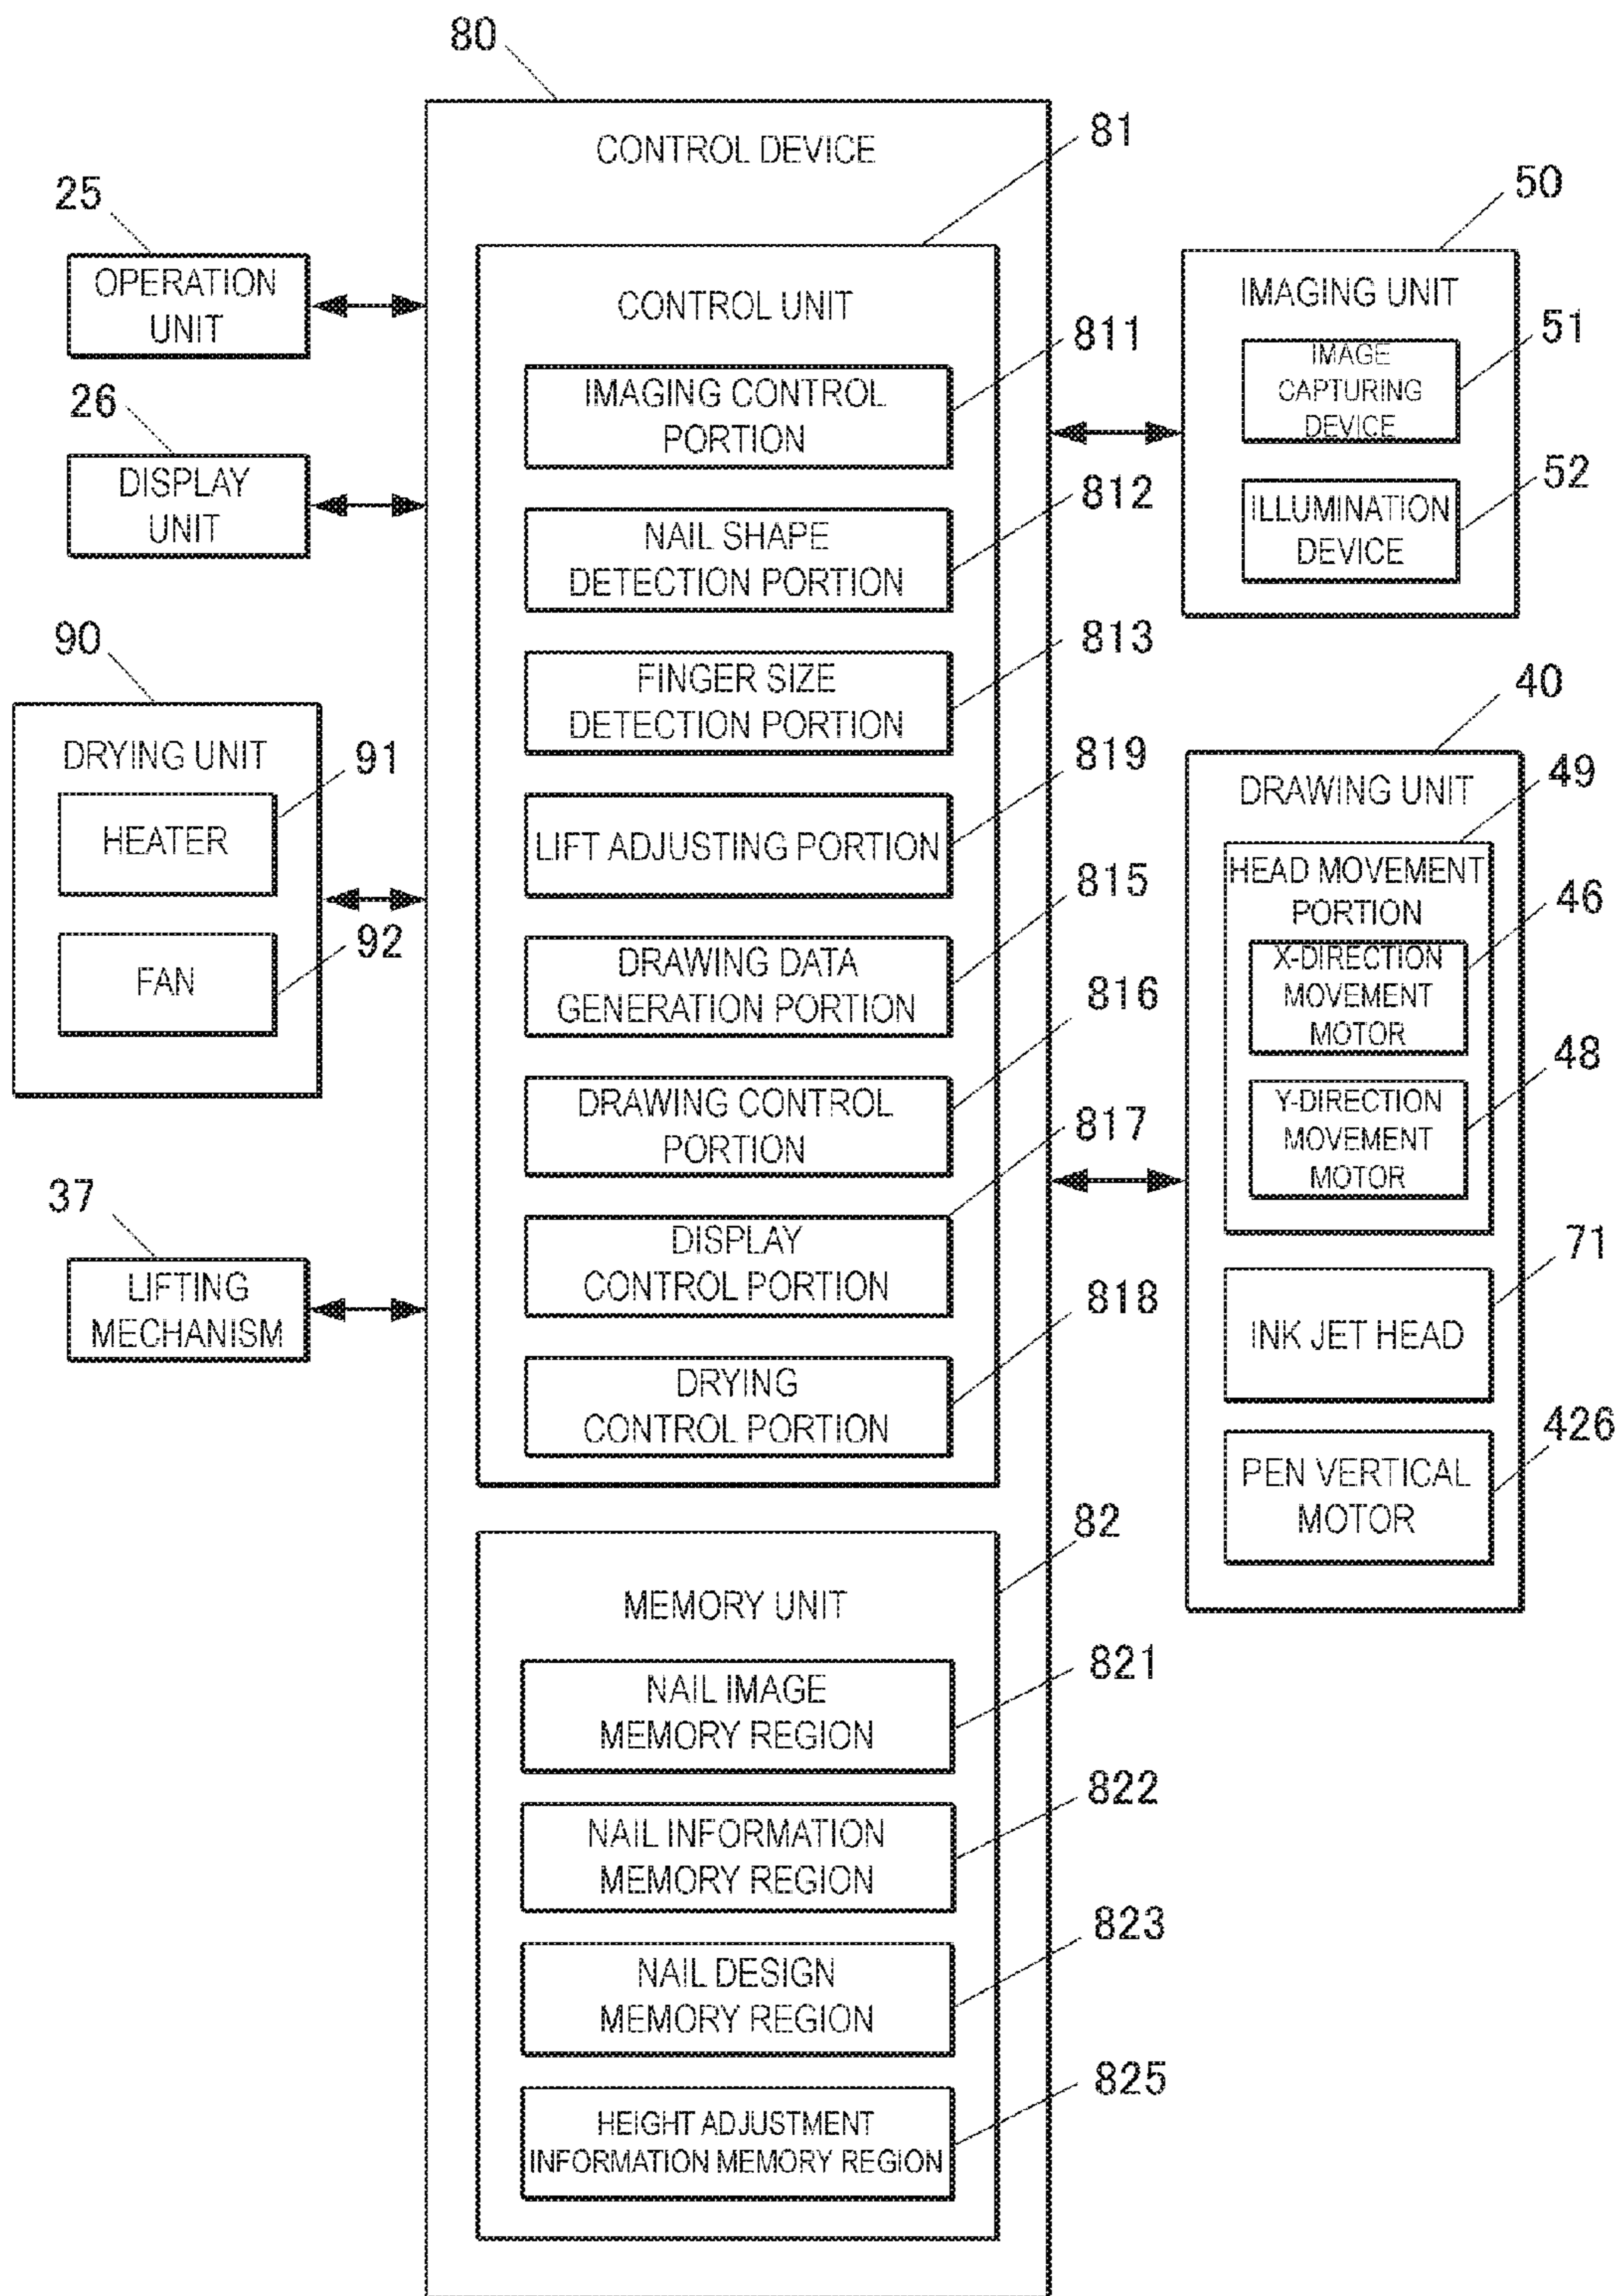 80
CONTROL DEVICE
81
25
OPERATION
UNIT
26
DISPLAY
UNIT
90
DRYING UNIT
91
HEATER
92
FAN
37
LIFTING
MECHANISM
CONTROL UNIT
811
IMAGING CONTROL
PORTION
812
NAIL SHAPE
DETECTION PORTION
813
FINGER SIZE
DETECTION PORTION
819
LIFT ADJUSTING PORTION
815
DRAWING DATA
GENERATION PORTION
816
DRAWING CONTROL
PORTION
817
DISPLAY
CONTROL PORTION
818
DRYING
CONTROL PORTION
82
MEMORY UNIT
821
NAIL IMAGE
MEMORY REGION
822
NAIL INFORMATION
MEMORY REGION
823
NAIL DESIGN
MEMORY REGION
825
HEIGHT ADJUSTMENT
INFORMATION MEMORY REGION
50
IMAGING UNIT
51
IMAGE
CAPTURING
DEVICE
52
ILLUMINATION
DEVICE
40
DRAWING UNIT
49
HEAD MOVEMENT
PORTION
46
X-DIRECTION
MOVEMENT
MOTOR
48
Y-DIRECTION
MOVEMENT
MOTOR
71
INK JET HEAD
426
PEN VERTICAL
MOTOR